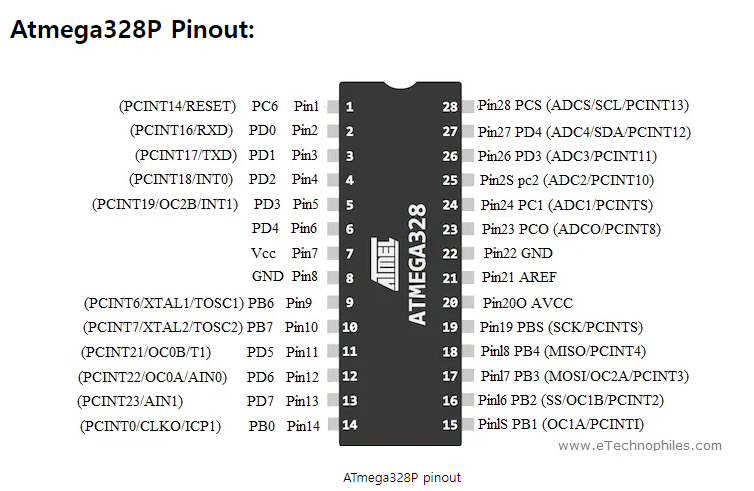 Atmega328P Pinout:
(PCINT14/RESET) PC6 Pin1 1 28 Pin28 PCS (ADCS/SCL/PCINT13)
(PCINT16/RXD) PD0 Pin2 2 27 Pin27 PD4 (ADC4/SDA/PCINT12)
(PCINT17/TXD) PD1 Pin3 3 26 Pin26 PD3 (ADC3/PCINT11)
(PCINT18/INT0) PD2 Pin4 4 25 Pin2S pc2 (ADC2/PCINT10)
(PCINT19/OC2B/INT1) PD3 Pin5 5 24 Pin24 PC1 (ADC1/PCINTS)
PD4 Pin6 6 23 Pin23 PCO (ADCO/PCINT8)
Vcc Pin7 7 22 Pin22 GND
GND Pin8 8 21 Pin21 AREF
(PCINT6/XTAL1/TOSC1) PB6 Pin9 9 20 Pin20O AVCC
(PCINT7/XTAL2/TOSC2) PB7 Pin10 10 19 Pin19 PBS (SCK/PCINTS)
(PCINT21/OC0B/T1) PD5 Pin11 11 18 Pinl8 PB4 (MISO/PCINT4)
(PCINT22/OC0A/AIN0) PD6 Pin12 12 17 Pinl7 PB3 (MOSI/OC2A/PCINT3)
(PCINT23/AIN1) PD7 Pin13 13 16 Pinl6 PB2 (SS/OC1B/PCINT2)
(PCINT0/CLKO/ICP1) PB0 Pin14 14 15 PinlS PB1 (OC1A/PCINTI)
ATMEL
ATMEGA328
www.eTechnophiles.com
ATmega328P pinout